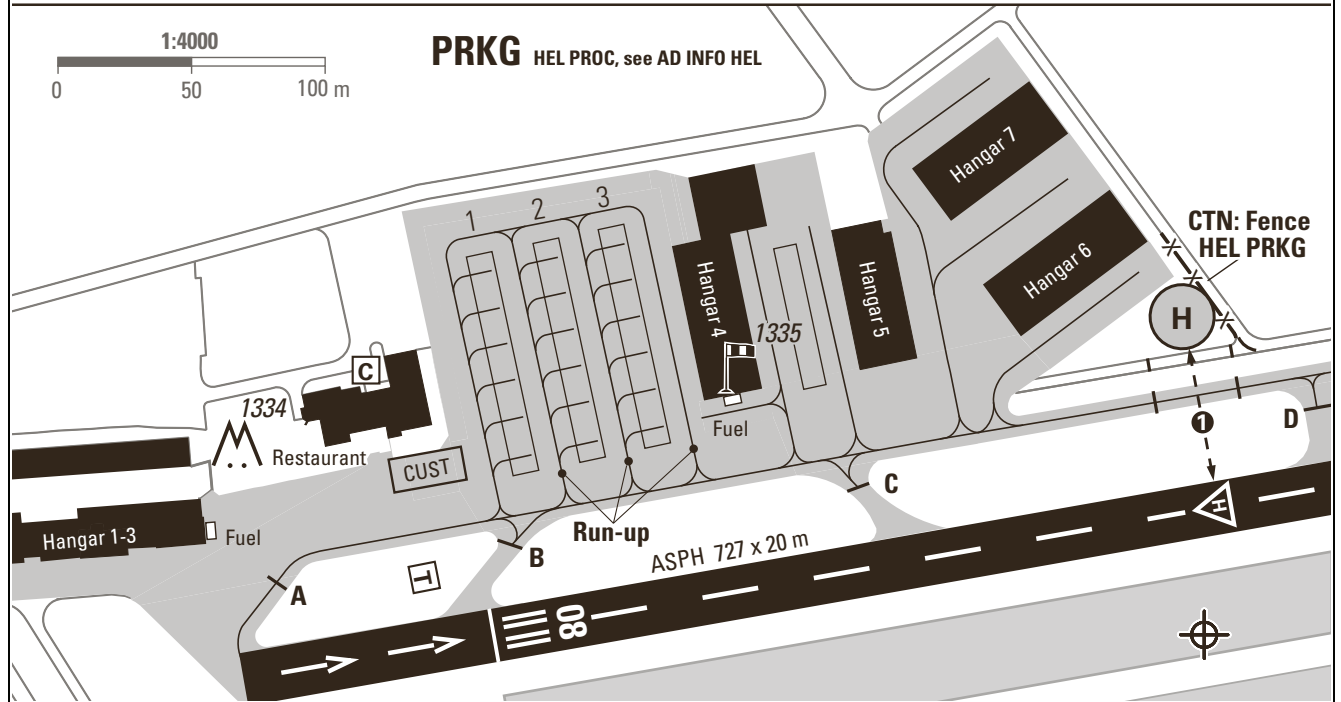 1:4000
0 50 100 m
PRKG HEL PROC, see AD INFO HEL
Hangar 7
1 2 3
CTN: Fence
HEL PRKG
Hangar 6
Hangar 4
Hangar 5
H
1335
C
1334
Restaurant
Fuel
CUST
1
D
C
H
Hangar 1-3
Fuel
Run-up
B
ASPH 727 x 20 m
T
A
08